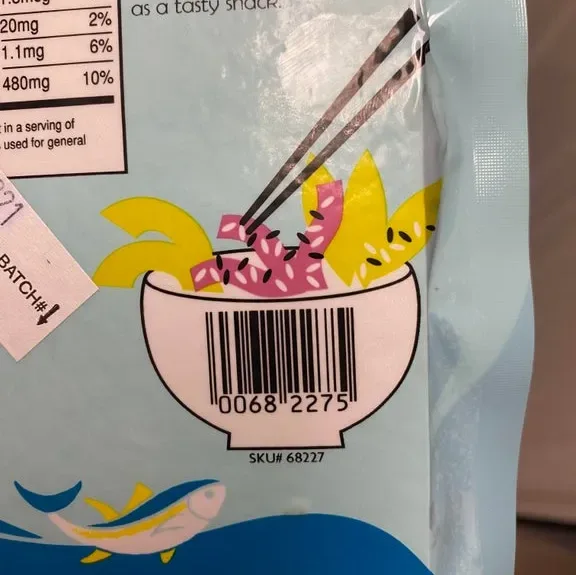 as a tasty snack.
20mg 2%
1.1mg 6%
480mg 10%
in a serving of
used for general
BATCH#
0068 2275
SKU# 68227